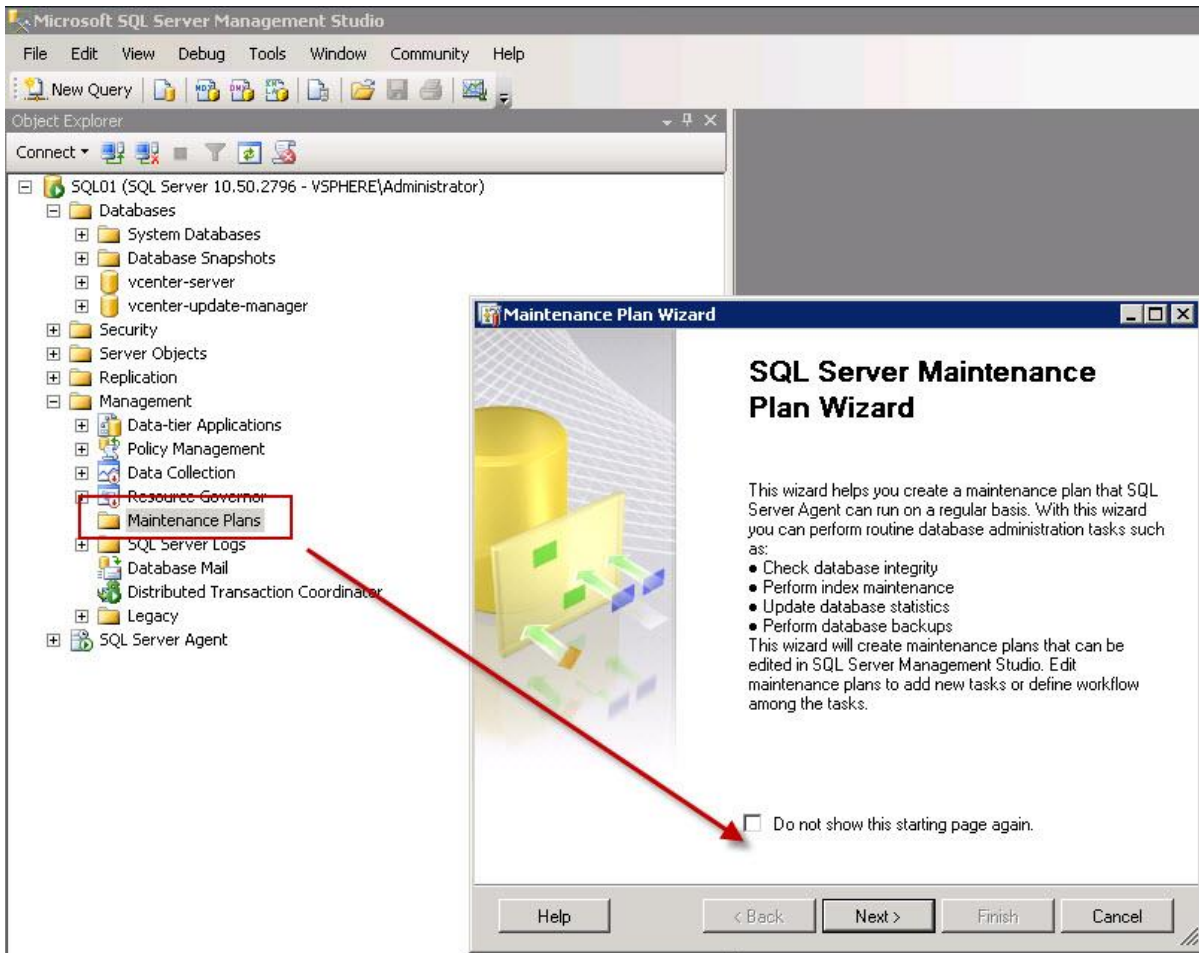 Microsoft SQL Server Management Studio
File Edit View Debug Tools Window Community Help
New Query
Object Explorer
Connect
SQL01 (SQL Server 10.50.2796 - VSPHERE\Administrator)
Databases
System Databases
Database Snapshots
vcenter-server
vcenter-update-manager
Security
Server Objects
Replication
Management
Data-tier Applications
Policy Management
Data Collection
Resource Governor
Maintenance Plans
SQL Server Logs
Database Mail
Distributed Transaction Coordinator
Legacy
SQL Server Agent
Maintenance Plan Wizard
SQL Server Maintenance
Plan Wizard
This wizard helps you create a maintenance plan that SQL
Server Agent can run on a regular basis. With this wizard
you can perform routine database administration tasks such
as:
● Check database integrity
● Perform index maintenance
● Update database statistics
● Perform database backups
This wizard will create maintenance plans that can be
edited in SQL Server Management Studio. Edit
maintenance plans to add new tasks or define workflow
among the tasks.
Do not show this starting page again.
Help < Back Next > Finish Cancel